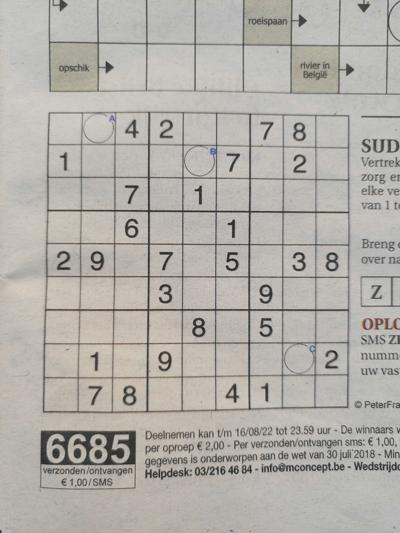 roeispaan
opschik
rivier in
België
A
4 2 7 8
1 B 7 2
7 1
6 1
2 9 7 5 3 8
3 9
8 5
1 9 C 2
7 8 4 1
SUD
Vertrek
zorg er
elke ve
van 1 to
Breng d
over na
Z
OPLO
SMS ZE
numme
uw vas
© PeterFra
6685
verzonden/ontvangen
€ 1,00/SMS
Deelnemen kan t/m 16/08/22 tot 23.59 uur - De winnaars w
per oproep € 2,00 - Per verzonden/ontvangen sms: € 1,00,
gegevens is onderworpen aan de wet van 30 juli 2018 - Min
Helpdesk: 03/216 46 84 - info@mconcept.be - Wedstrijdc